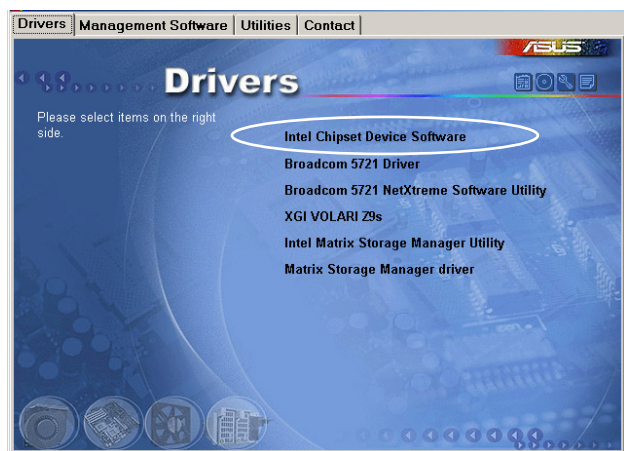 Drivers Management Software Utilities Contact
ASUS
Drivers
Please select items on the right
side.
Intel Chipset Device Software
Broadcom 5721 Driver
Broadcom 5721 NetXtreme Software Utility
XGI VOLARI Z9s
Intel Matrix Storage Manager Utility
Matrix Storage Manager driver